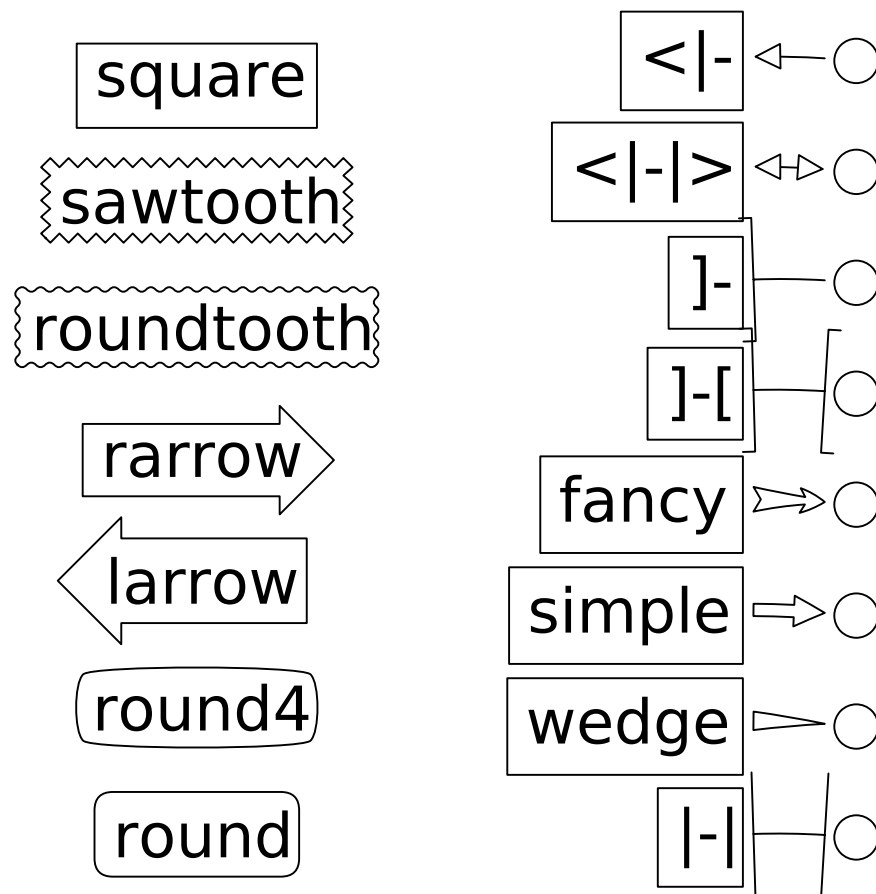 square
sawtooth
roundtooth
rarrow
larrow
round4
round
<|-
<|-|>
]-
]-[
fancy
simple
wedge
|-|